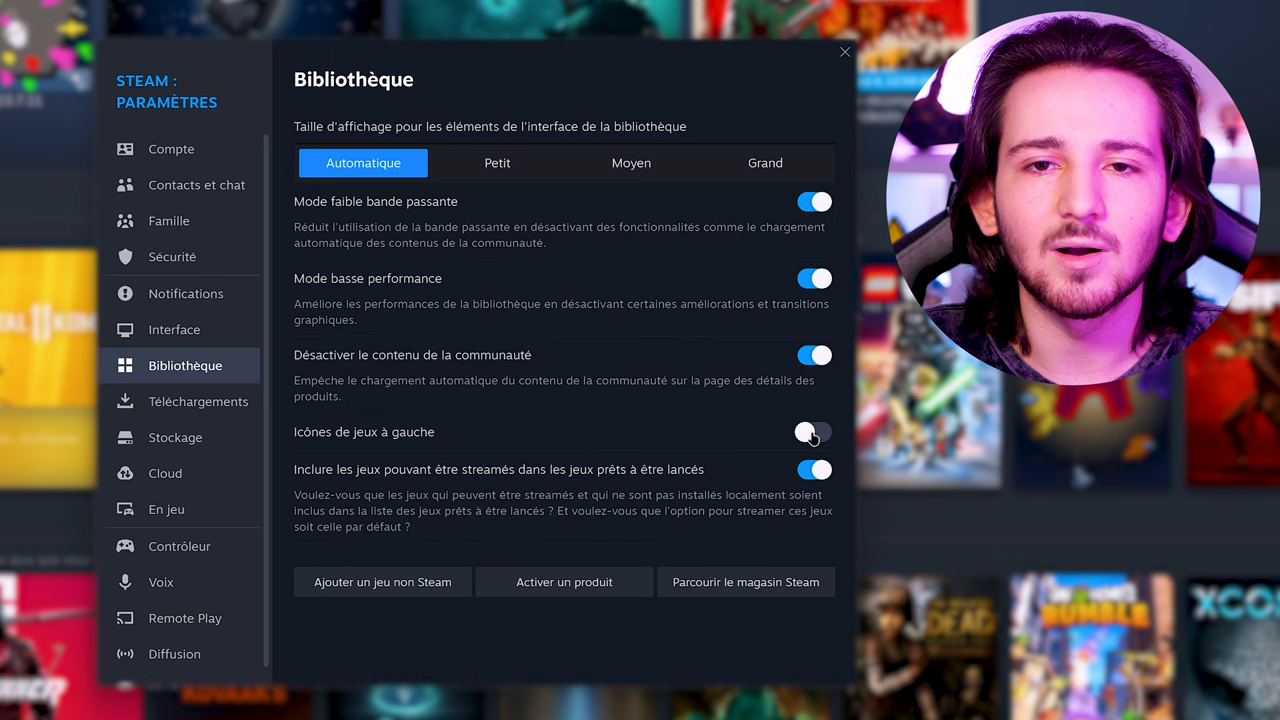 STEAM :
PARAMÈTRES
Compte
Contacts et chat
Famille
Sécurité
Notifications
Interface
Bibliothèque
Téléchargements
Stockage
Cloud
En jeu
Contrôleur
Voix
Remote Play
Diffusion
Bibliothèque
Taille d'affichage pour les éléments de l'interface de la bibliothèque
Automatique
Petit
Moyen
Grand
Mode faible bande passante
Réduit l'utilisation de la bande passante en désactivant des fonctionnalités comme le chargement
automatique des contenus de la communauté.
Mode basse performance
Améliore les performances de la bibliothèque en désactivant certaines améliorations et transitions
graphiques.
Désactiver le contenu de la communauté
Empêche le chargement automatique du contenu de la communauté sur la page des détails des
produits.
Icônes de jeux à gauche
Inclure les jeux pouvant être streamés dans les jeux prêts à être lancés
Voulez-vous que les jeux qui peuvent être streamés et qui ne sont pas installés localement soient
inclus dans la liste des jeux prêts à être lancés ? Et voulez-vous que l'option pour streamer ces jeux
soit celle par défaut ?
Ajouter un jeu non Steam
Activer un produit
Parcourir le magasin Steam
DEAD
RUMBLE
XCO